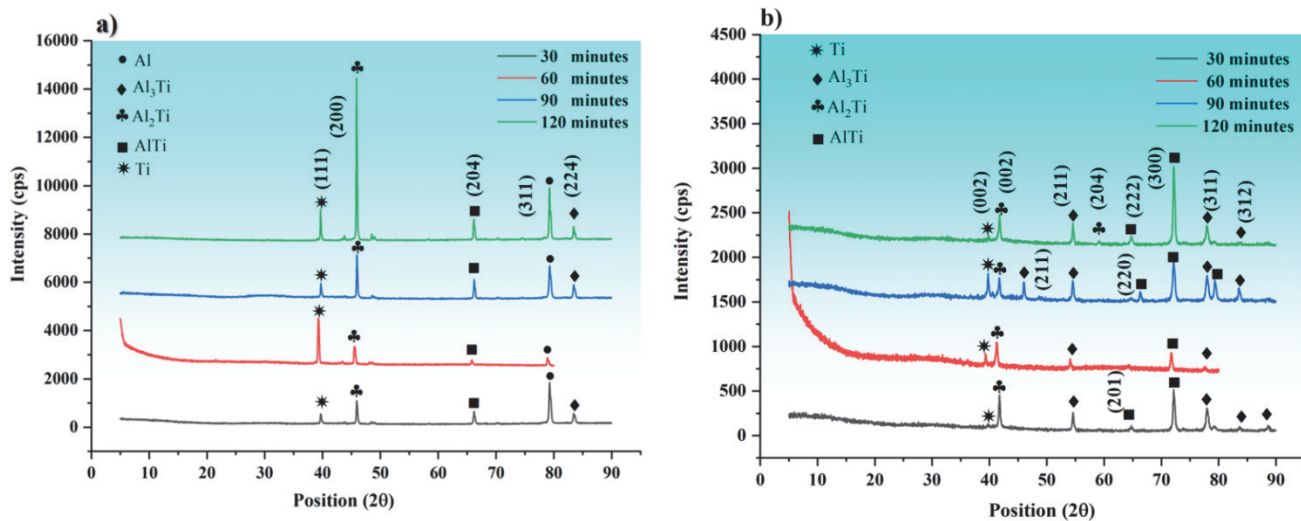 a)
16000
14000
12000
10000
8000
6000
4000
2000
0
Intensity (cps)
0 10 20 30 40 50 60 70 80 90
Position (2θ)
Al
Al₃Ti
Al₂Ti
AlTi
Ti
30 minutes
60 minutes
90 minutes
120 minutes
(111)
(200)
(204)
(311)
(224)
b)
4500
4000
3500
3000
2500
2000
1500
1000
500
0
Intensity (cps)
0 10 20 30 40 50 60 70 80 90
Position (2θ)
Ti
Al₃Ti
Al₂Ti
AlTi
30 minutes
60 minutes
90 minutes
120 minutes
(002)
(002)
(211)
(204)
(222)
(300)
(311)
(312)
(211)
(220)
(201)